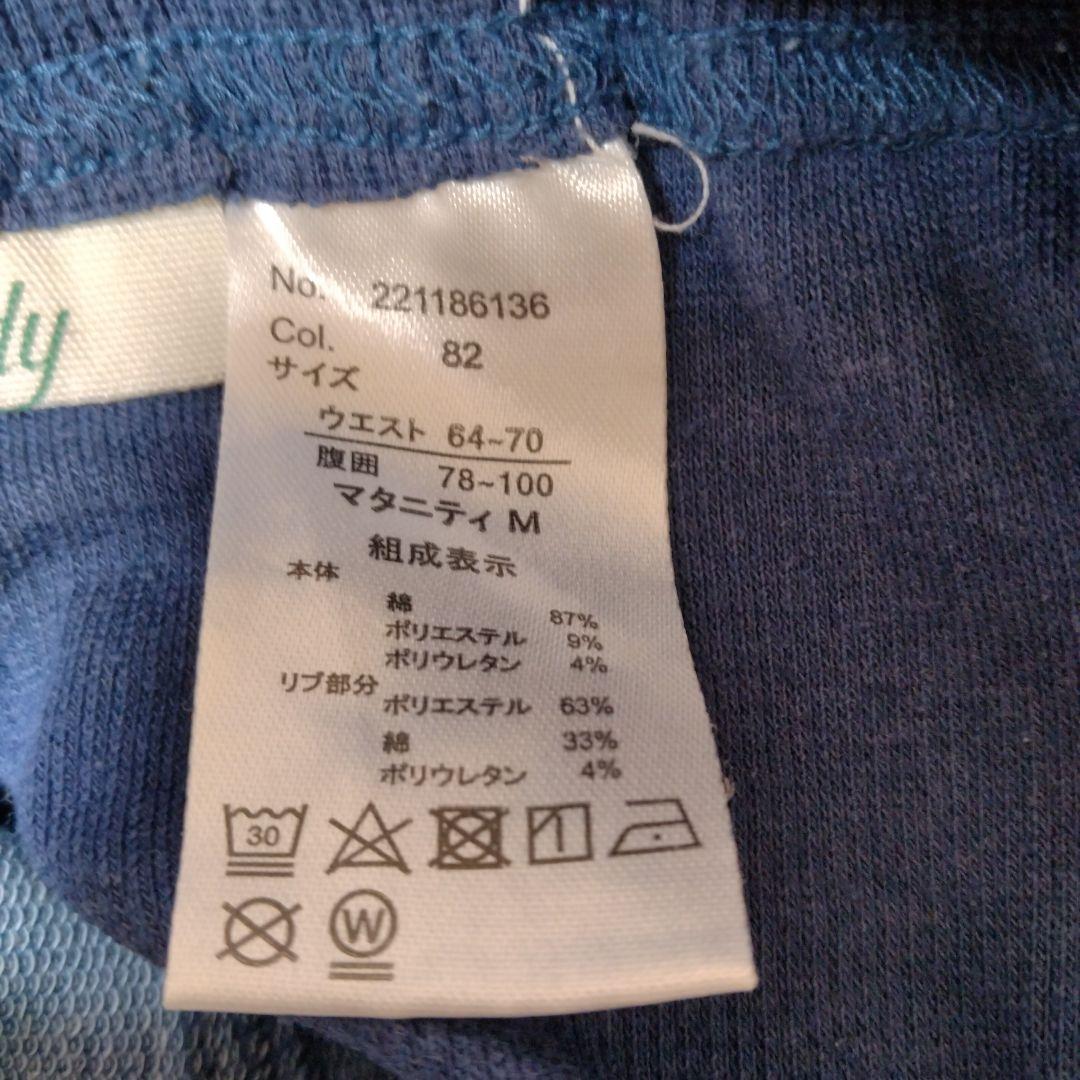 ly
No. 221186136
Col. 82
サイズ
ウエスト 64~70
腹囲 78~100
マタニティ M
組成表示
本体
綿 87%
ポリエステル 9%
ポリウレタン 4%
リブ部分
ポリエステル 63%
綿 33%
ポリウレタン 4%
30
W